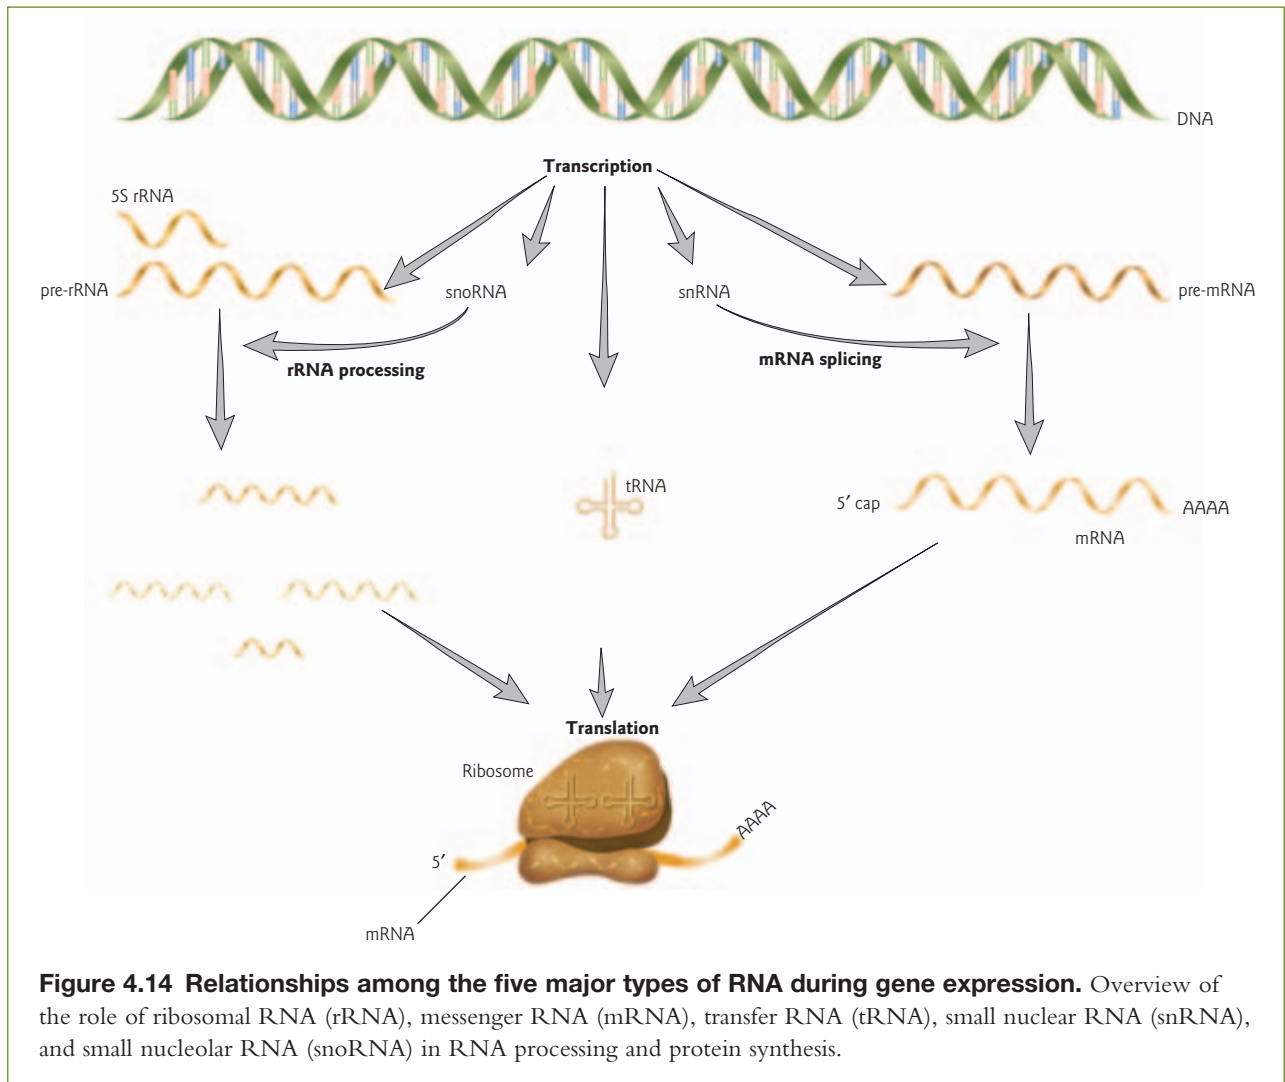 DNA
Transcription
5S rRNA
pre-rRNA
snoRNA
snRNA
pre-mRNA
rRNA processing
mRNA splicing
tRNA
5′ cap
AAAA
mRNA
Translation
Ribosome
AAAA
5′
mRNA
Figure 4.14 Relationships among the five major types of RNA during gene expression. Overview of
the role of ribosomal RNA (rRNA), messenger RNA (mRNA), transfer RNA (tRNA), small nuclear RNA (snRNA),
and small nucleolar RNA (snoRNA) in RNA processing and protein synthesis.